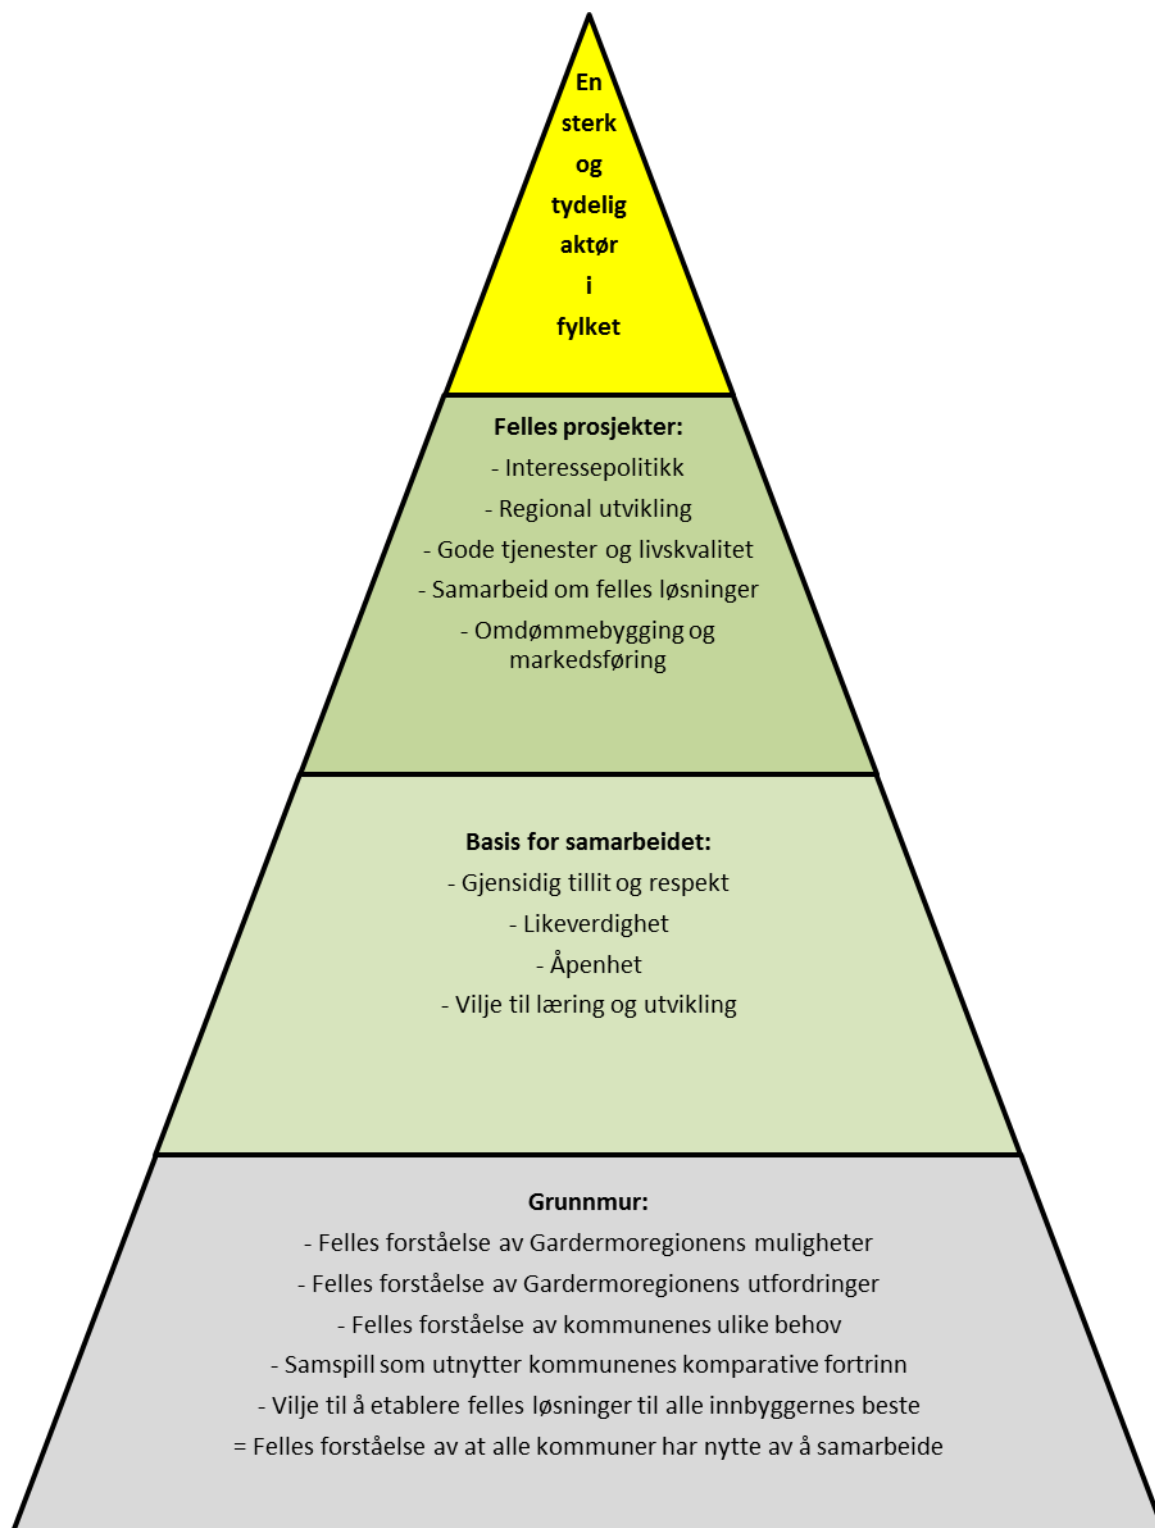 En
sterk
og
tydelig
aktør
i
fylket
Felles prosjekter:
- Interessepolitikk
- Regional utvikling
- Gode tjenester og livskvalitet
- Samarbeid om felles løsninger
- Omdømmebygging og
markedsføring
Basis for samarbeidet:
- Gjensidig tillit og respekt
- Likeverdighet
- Åpenhet
- Vilje til læring og utvikling
Grunnmur:
- Felles forståelse av Gardermoregionens muligheter
- Felles forståelse av Gardermoregionens utfordringer
- Felles forståelse av kommunenes ulike behov
- Samspill som utnytter kommunenes komparative fortrinn
- Vilje til å etablere felles løsninger til alle innbyggernes beste
= Felles forståelse av at alle kommuner har nytte av å samarbeide